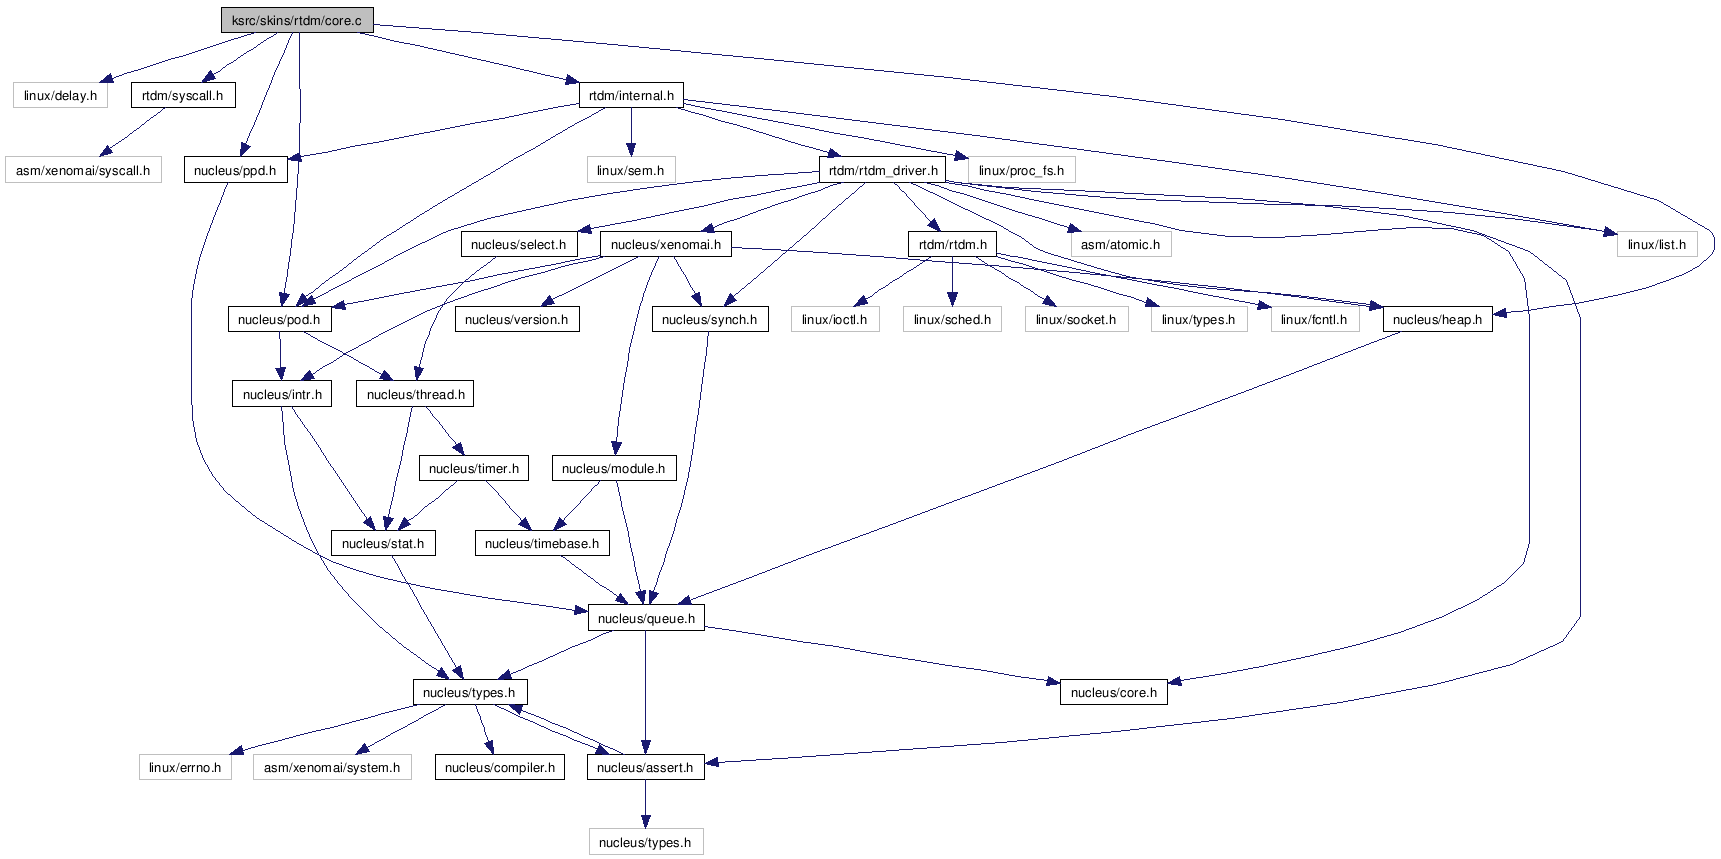 ksrc/skins/rtdm/core.c
linux/delay.h
rtdm/syscall.h
rtdm/internal.h
asm/xenomai/syscall.h
nucleus/ppd.h
linux/sem.h
rtdm/rtdm_driver.h
linux/proc_fs.h
nucleus/select.h
nucleus/xenomai.h
rtdm/rtdm.h
asm/atomic.h
linux/list.h
nucleus/pod.h
nucleus/version.h
nucleus/synch.h
linux/ioctl.h
linux/sched.h
linux/socket.h
linux/types.h
linux/fcntl.h
nucleus/heap.h
nucleus/intr.h
nucleus/thread.h
nucleus/timer.h
nucleus/module.h
nucleus/stat.h
nucleus/timebase.h
nucleus/queue.h
nucleus/types.h
nucleus/core.h
linux/errno.h
asm/xenomai/system.h
nucleus/compiler.h
nucleus/assert.h
nucleus/types.h